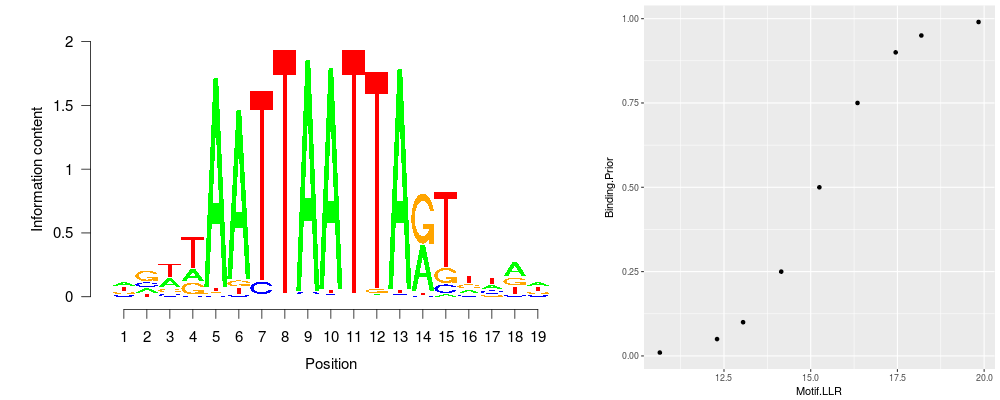 2
1.5
1
0.5
0
Information content
1 2 3 4 5 6 7 8 9 10 11 12 13 14 15 16 17 18 19
Position
A A T T A A T T A G T
T T A C A G
1.00
0.75
0.50
0.25
0.00
Binding.Prior
12.5 15.0 17.5 20.0
Motif.LLR